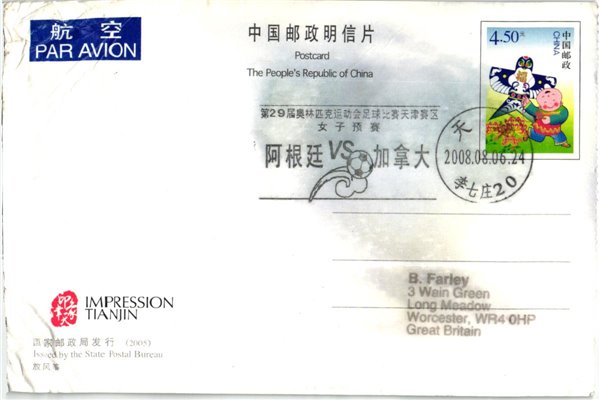 航 空
PAR AVION
中国邮政明信片
Postcard
The People's Republic of China
4.50元
中国邮政
CHINA
第29届奥林匹克运动会足球比赛天津赛区
女子预赛
阿根廷 VS 加拿大
天
2008.08.06.24
李七庄20
B. Farley
3 Wain Green
Long Meadow
Worcester, WR4 0HP
Great Britain
IMPRESSION
TIANJIN
国家邮政局发行 (2005)
Issued by the State Postal Bureau
放风筝